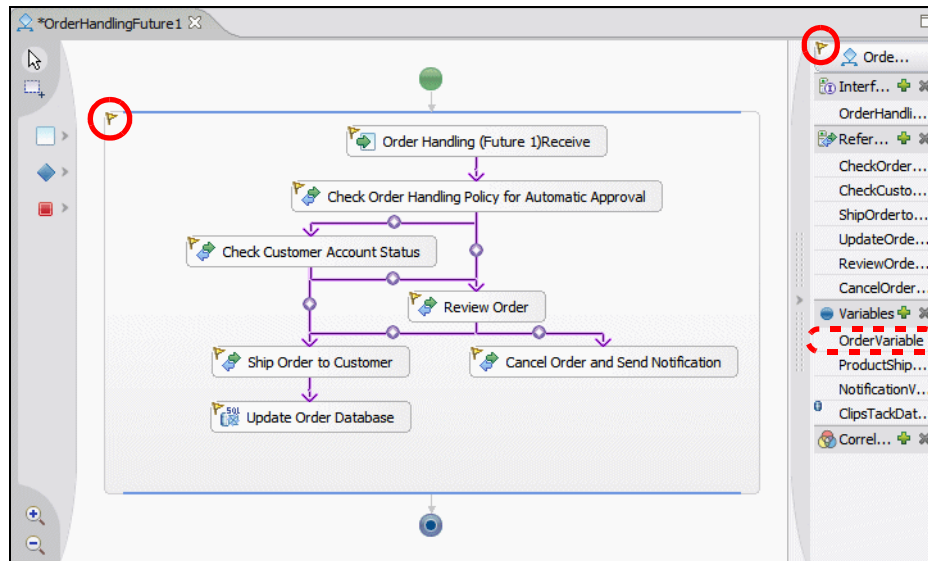 *OrderHandlingFuture1
Orde...
Interf...
OrderHandli...
Refer...
CheckOrder...
CheckCusto...
ShipOrderto...
UpdateOrde...
ReviewOrde...
CancelOrder...
Variables
OrderVariable
ProductShip...
NotificationV...
ClipsTackDat...
Correl...
Order Handling (Future 1)Receive
Check Order Handling Policy for Automatic Approval
Check Customer Account Status
Review Order
Ship Order to Customer
Cancel Order and Send Notification
SQL
Update Order Database